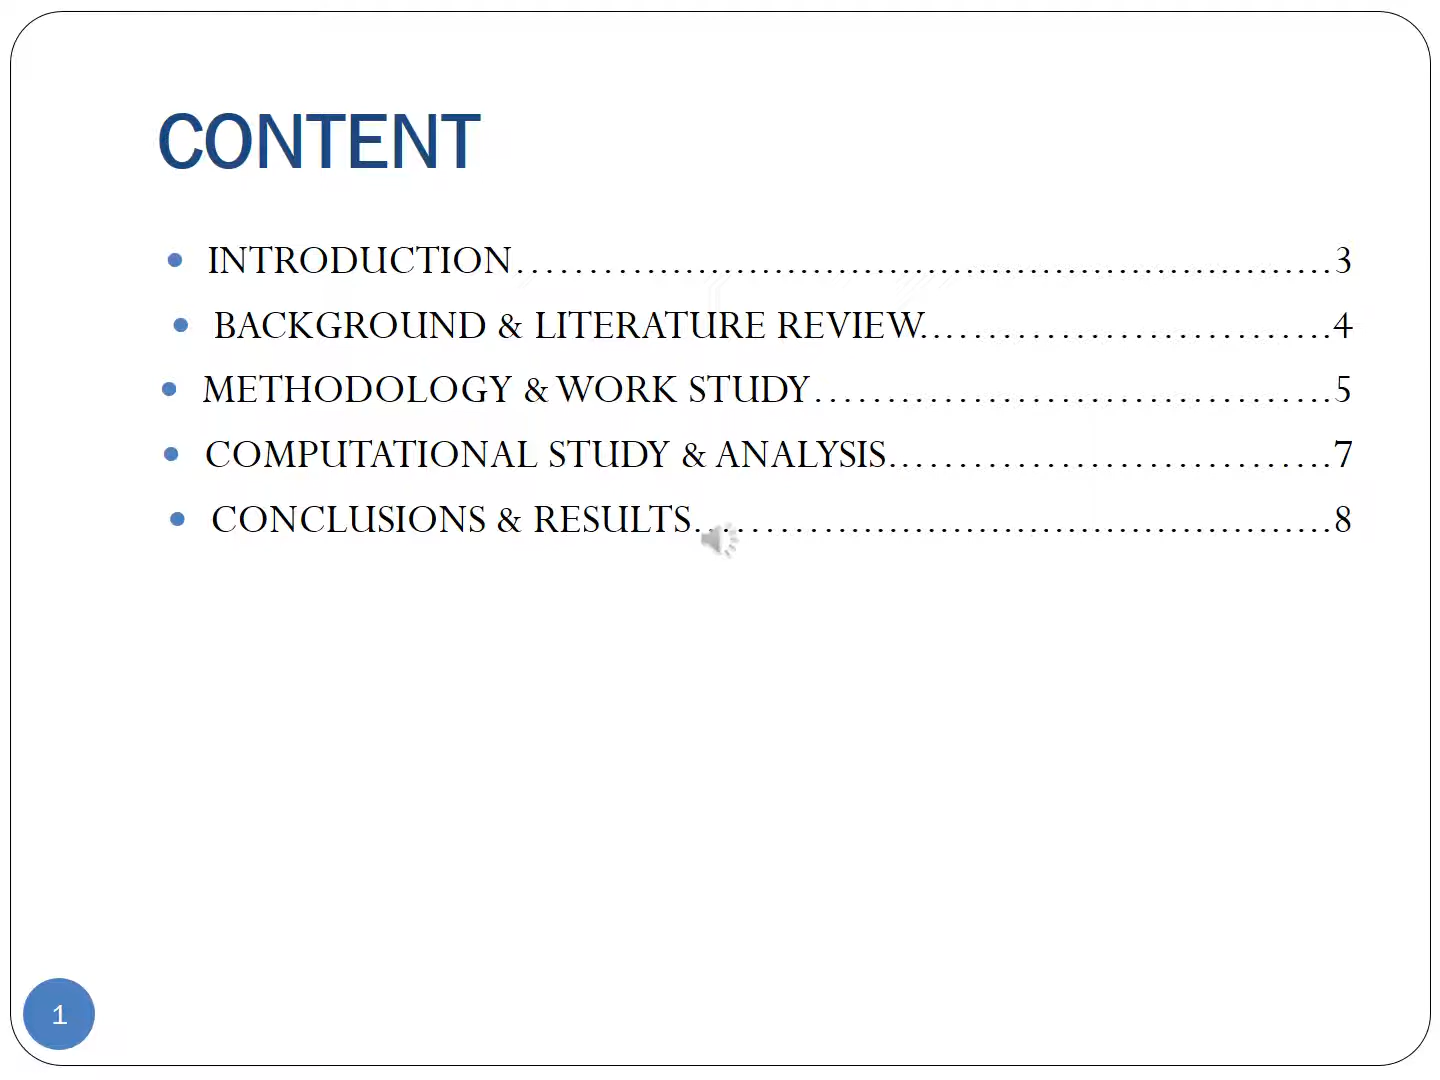 CONTENT
• INTRODUCTION..........................................................3
• BACKGROUND & LITERATURE REVIEW.............................4
• METHODOLOGY & WORK STUDY....................................5
• COMPUTATIONAL STUDY & ANALYSIS...............................7
• CONCLUSIONS & RESULTS.............................................8
1